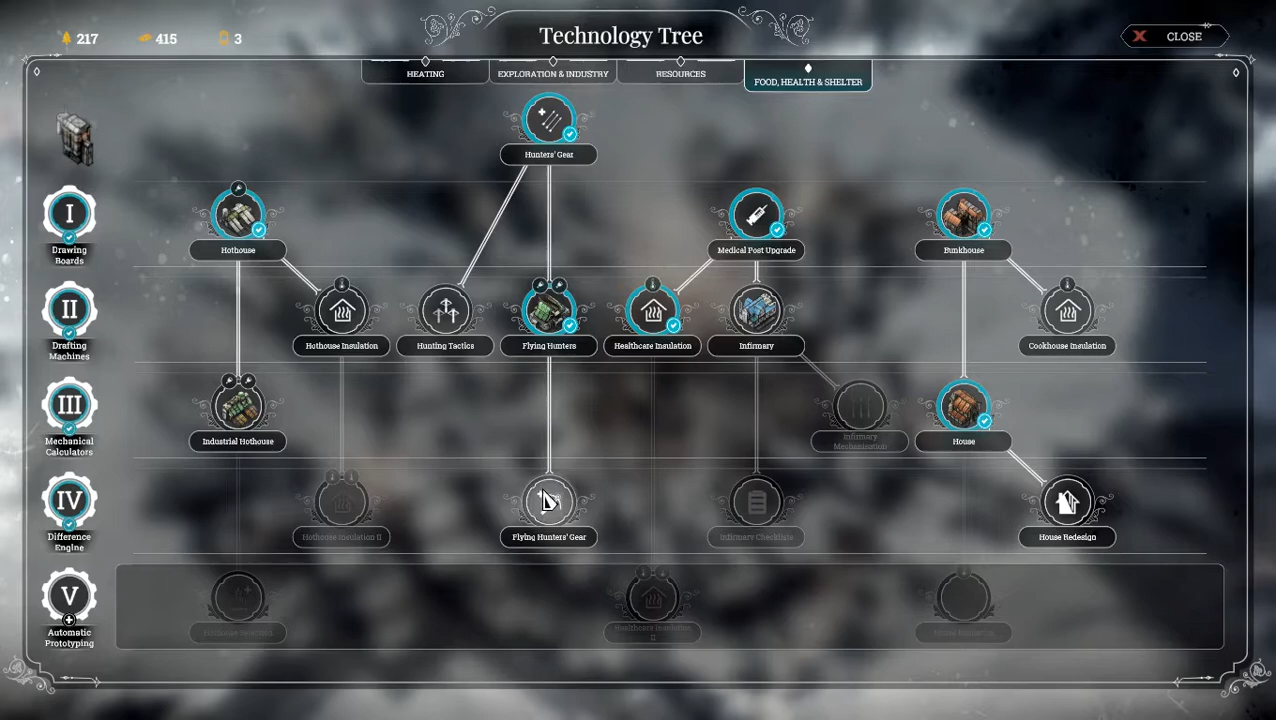 217
415
3
Technology Tree
CLOSE
HEATING
EXPLORATION & INDUSTRY
RESOURCES
FOOD, HEALTH & SHELTER
Hunters' Gear
I
Drawing
Boards
Hothouse
Medical Post Upgrade
Bunkhouse
II
Drafting
Machines
Hothouse Insulation
Hunting Tactics
Flying Hunters
Healthcare Insulation
Infirmary
Cookhouse Insulation
III
Mechanical
Calculators
Industrial Hothouse
Infirmary
Mechanisation
House
IV
Difference
Engine
Hothouse Insulation II
Flying Hunters' Gear
Infirmary Checklists
House Redesign
V
Automatic
Prototyping
Healthcare Insulation
II